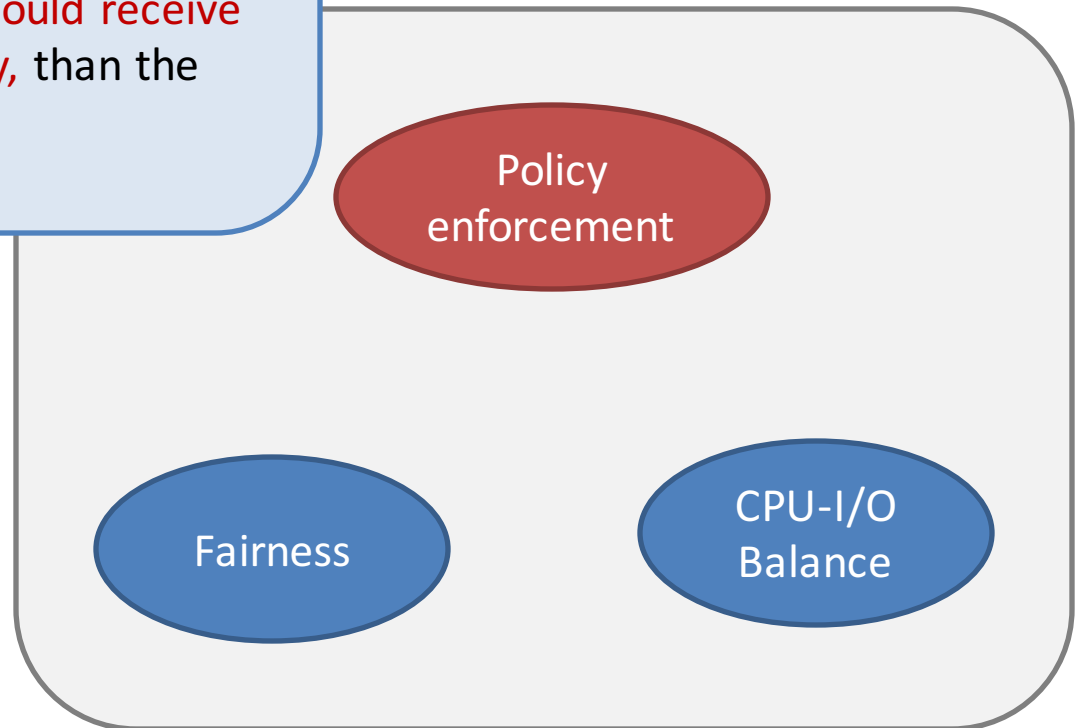 ould receive
y, than the
Policy
enforcement
Fairness
CPU-I/O
Balance